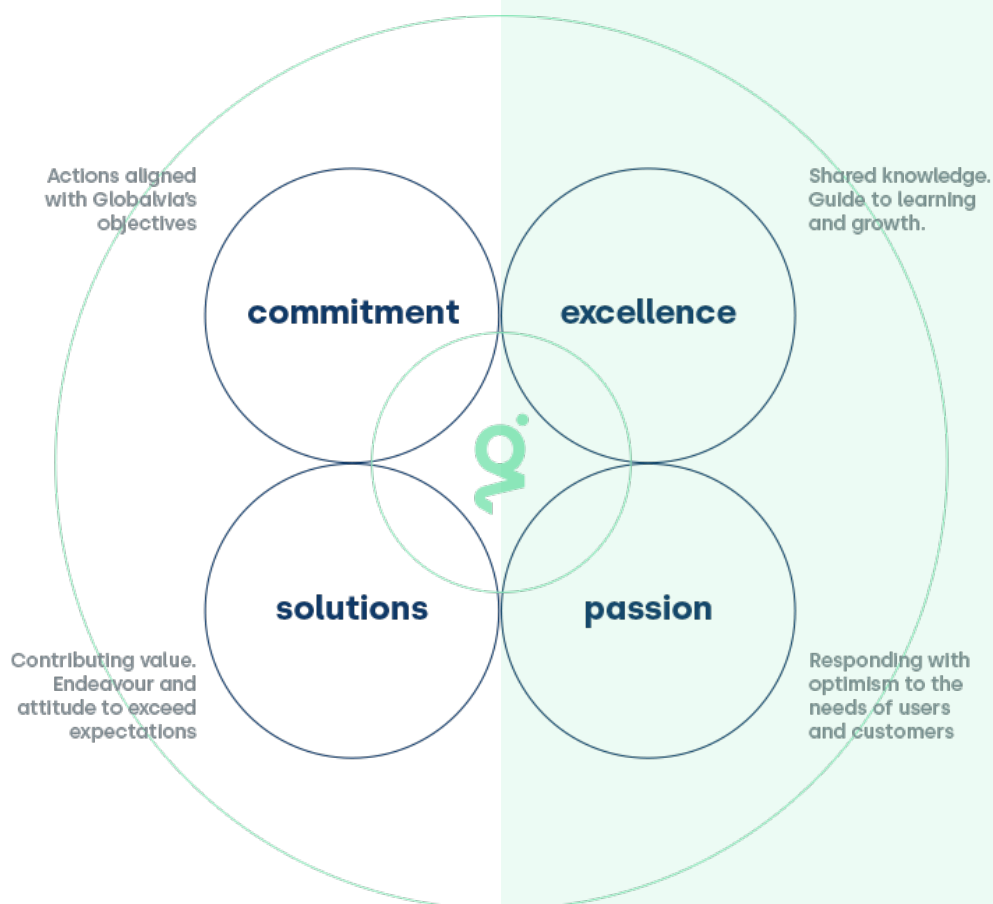 Actions aligned
with Globalvia's
objectives
commitment
Shared knowledge.
Guide to learning
and growth.
excellence
solutions
Contributing value.
Endeavour and
attitude to exceed
expectations
passion
Responding with
optimism to the
needs of users
and customers